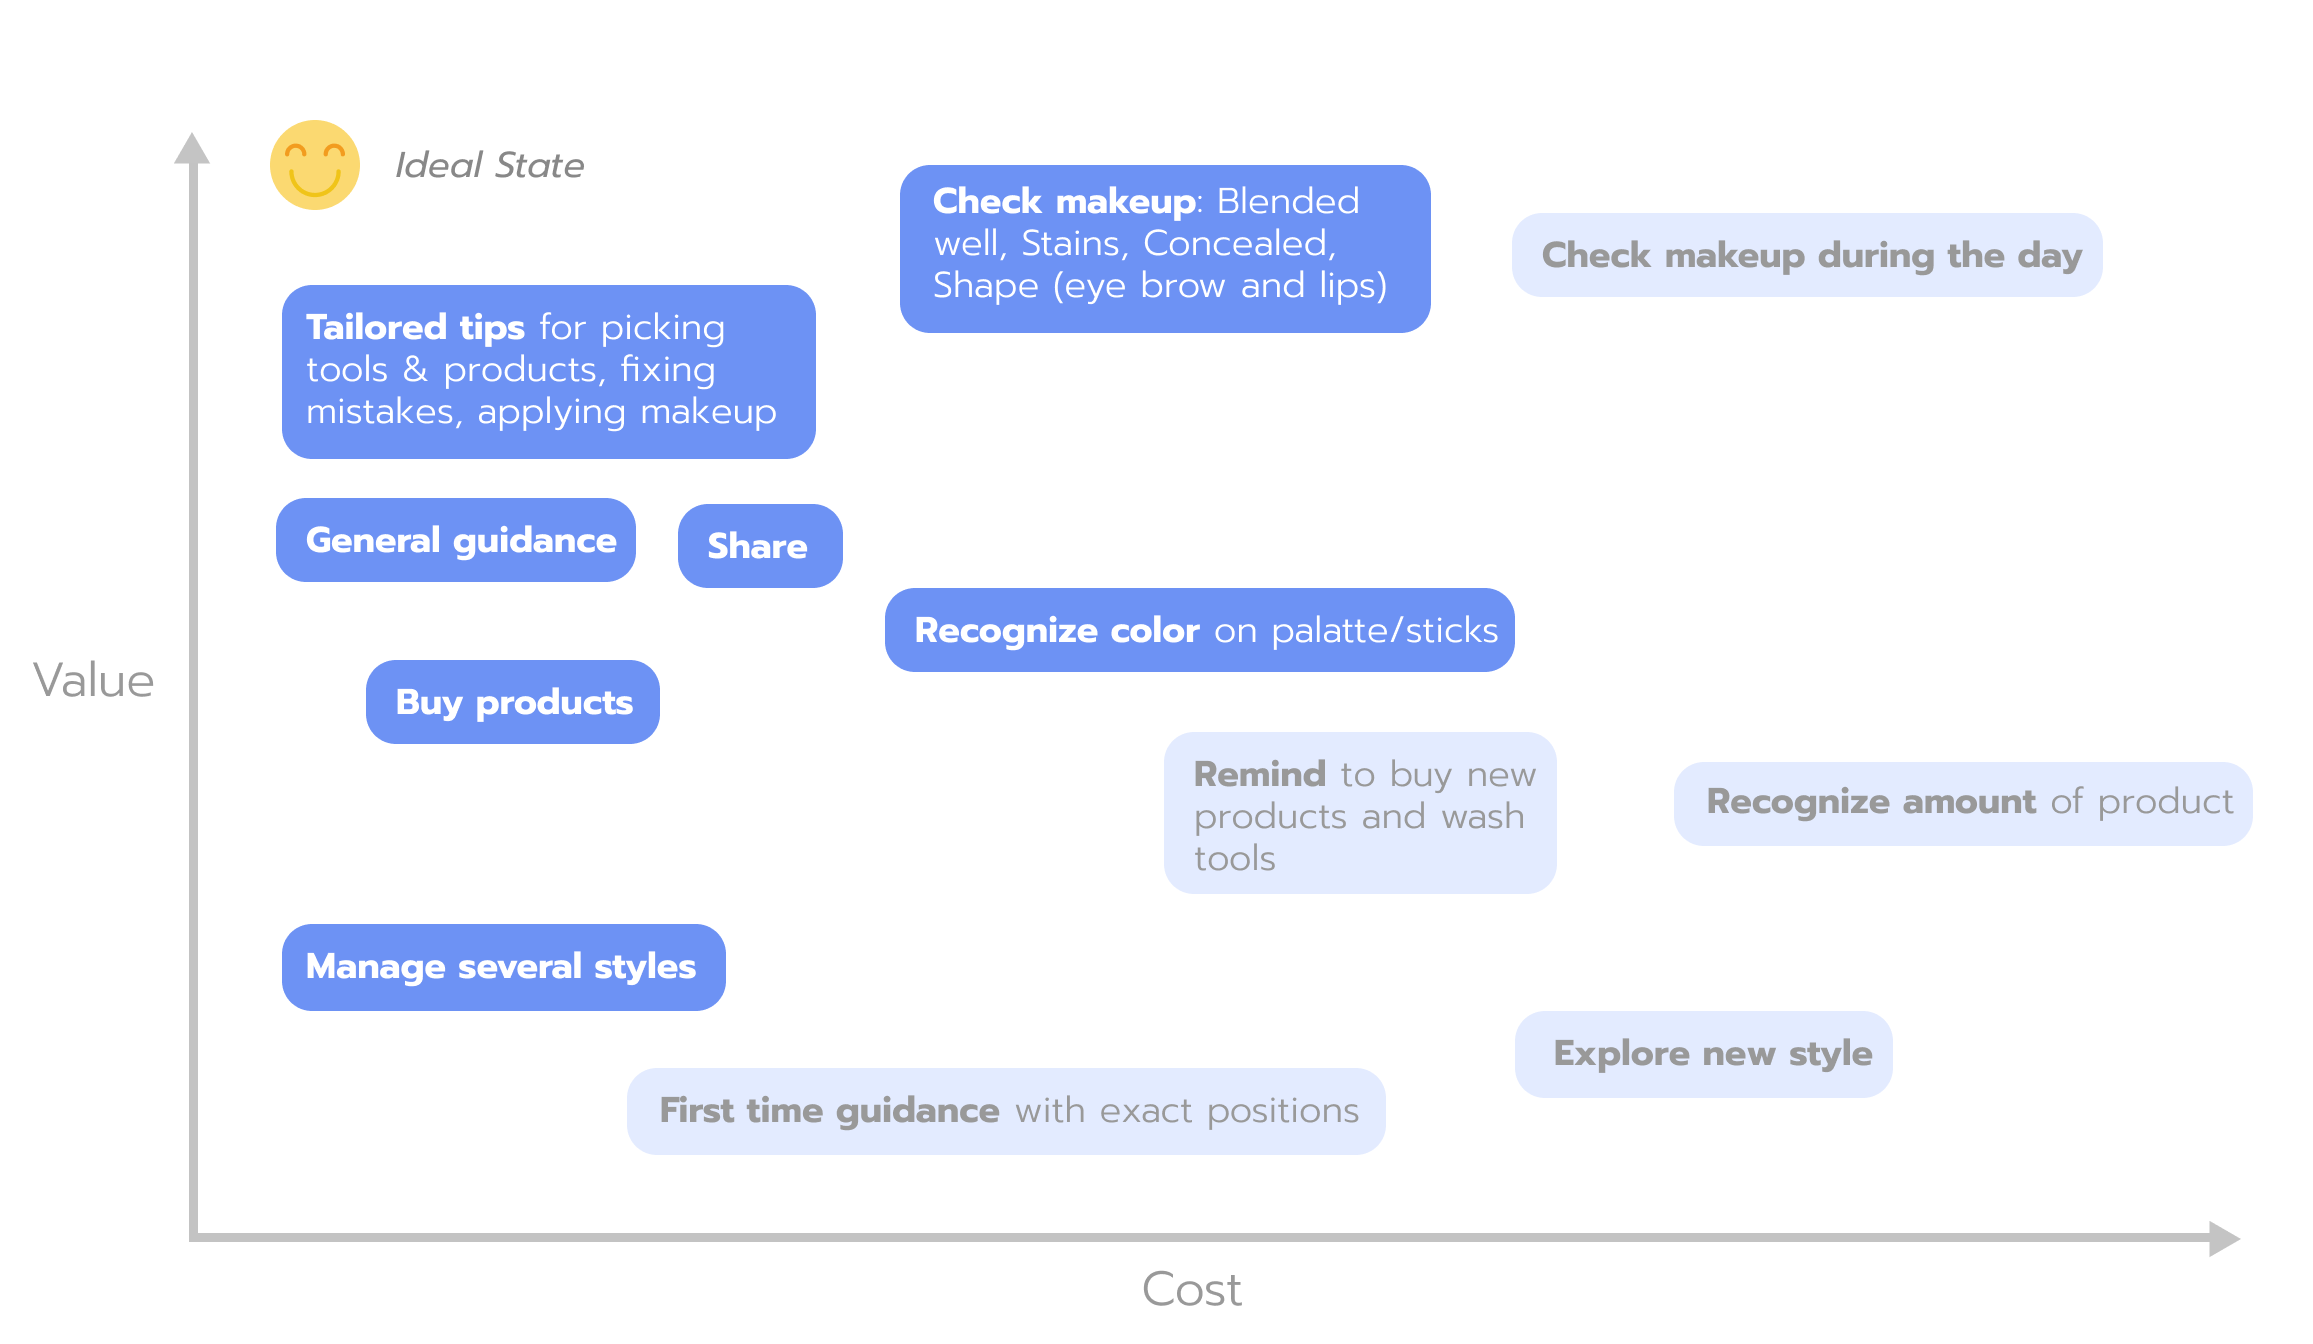 Ideal State
Check makeup: Blended
well, Stains, Concealed,
Shape (eye brow and lips)
Check makeup during the day
Tailored tips for picking
tools & products, fixing
mistakes, applying makeup
General guidance
Share
Recognize color on palatte/sticks
Value
Buy products
Remind to buy new
products and wash
tools
Recognize amount of product
Manage several styles
Explore new style
First time guidance with exact positions
Cost